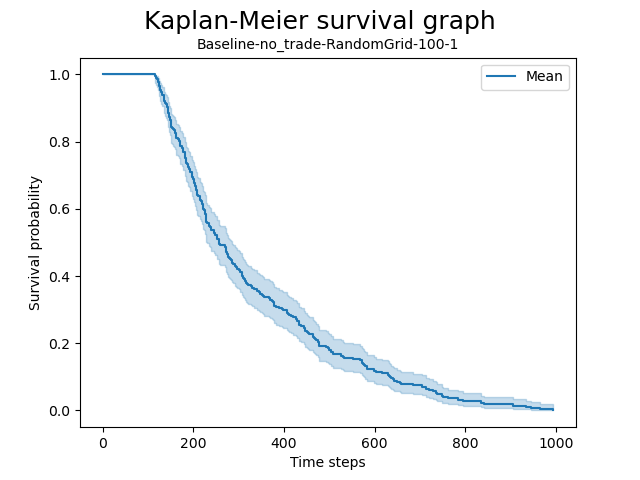 Kaplan-Meier survival graph
Baseline-no_trade-RandomGrid-100-1
Mean
Survival probability
1.0
0.8
0.6
0.4
0.2
0.0
0 200 400 600 800 1000
Time steps